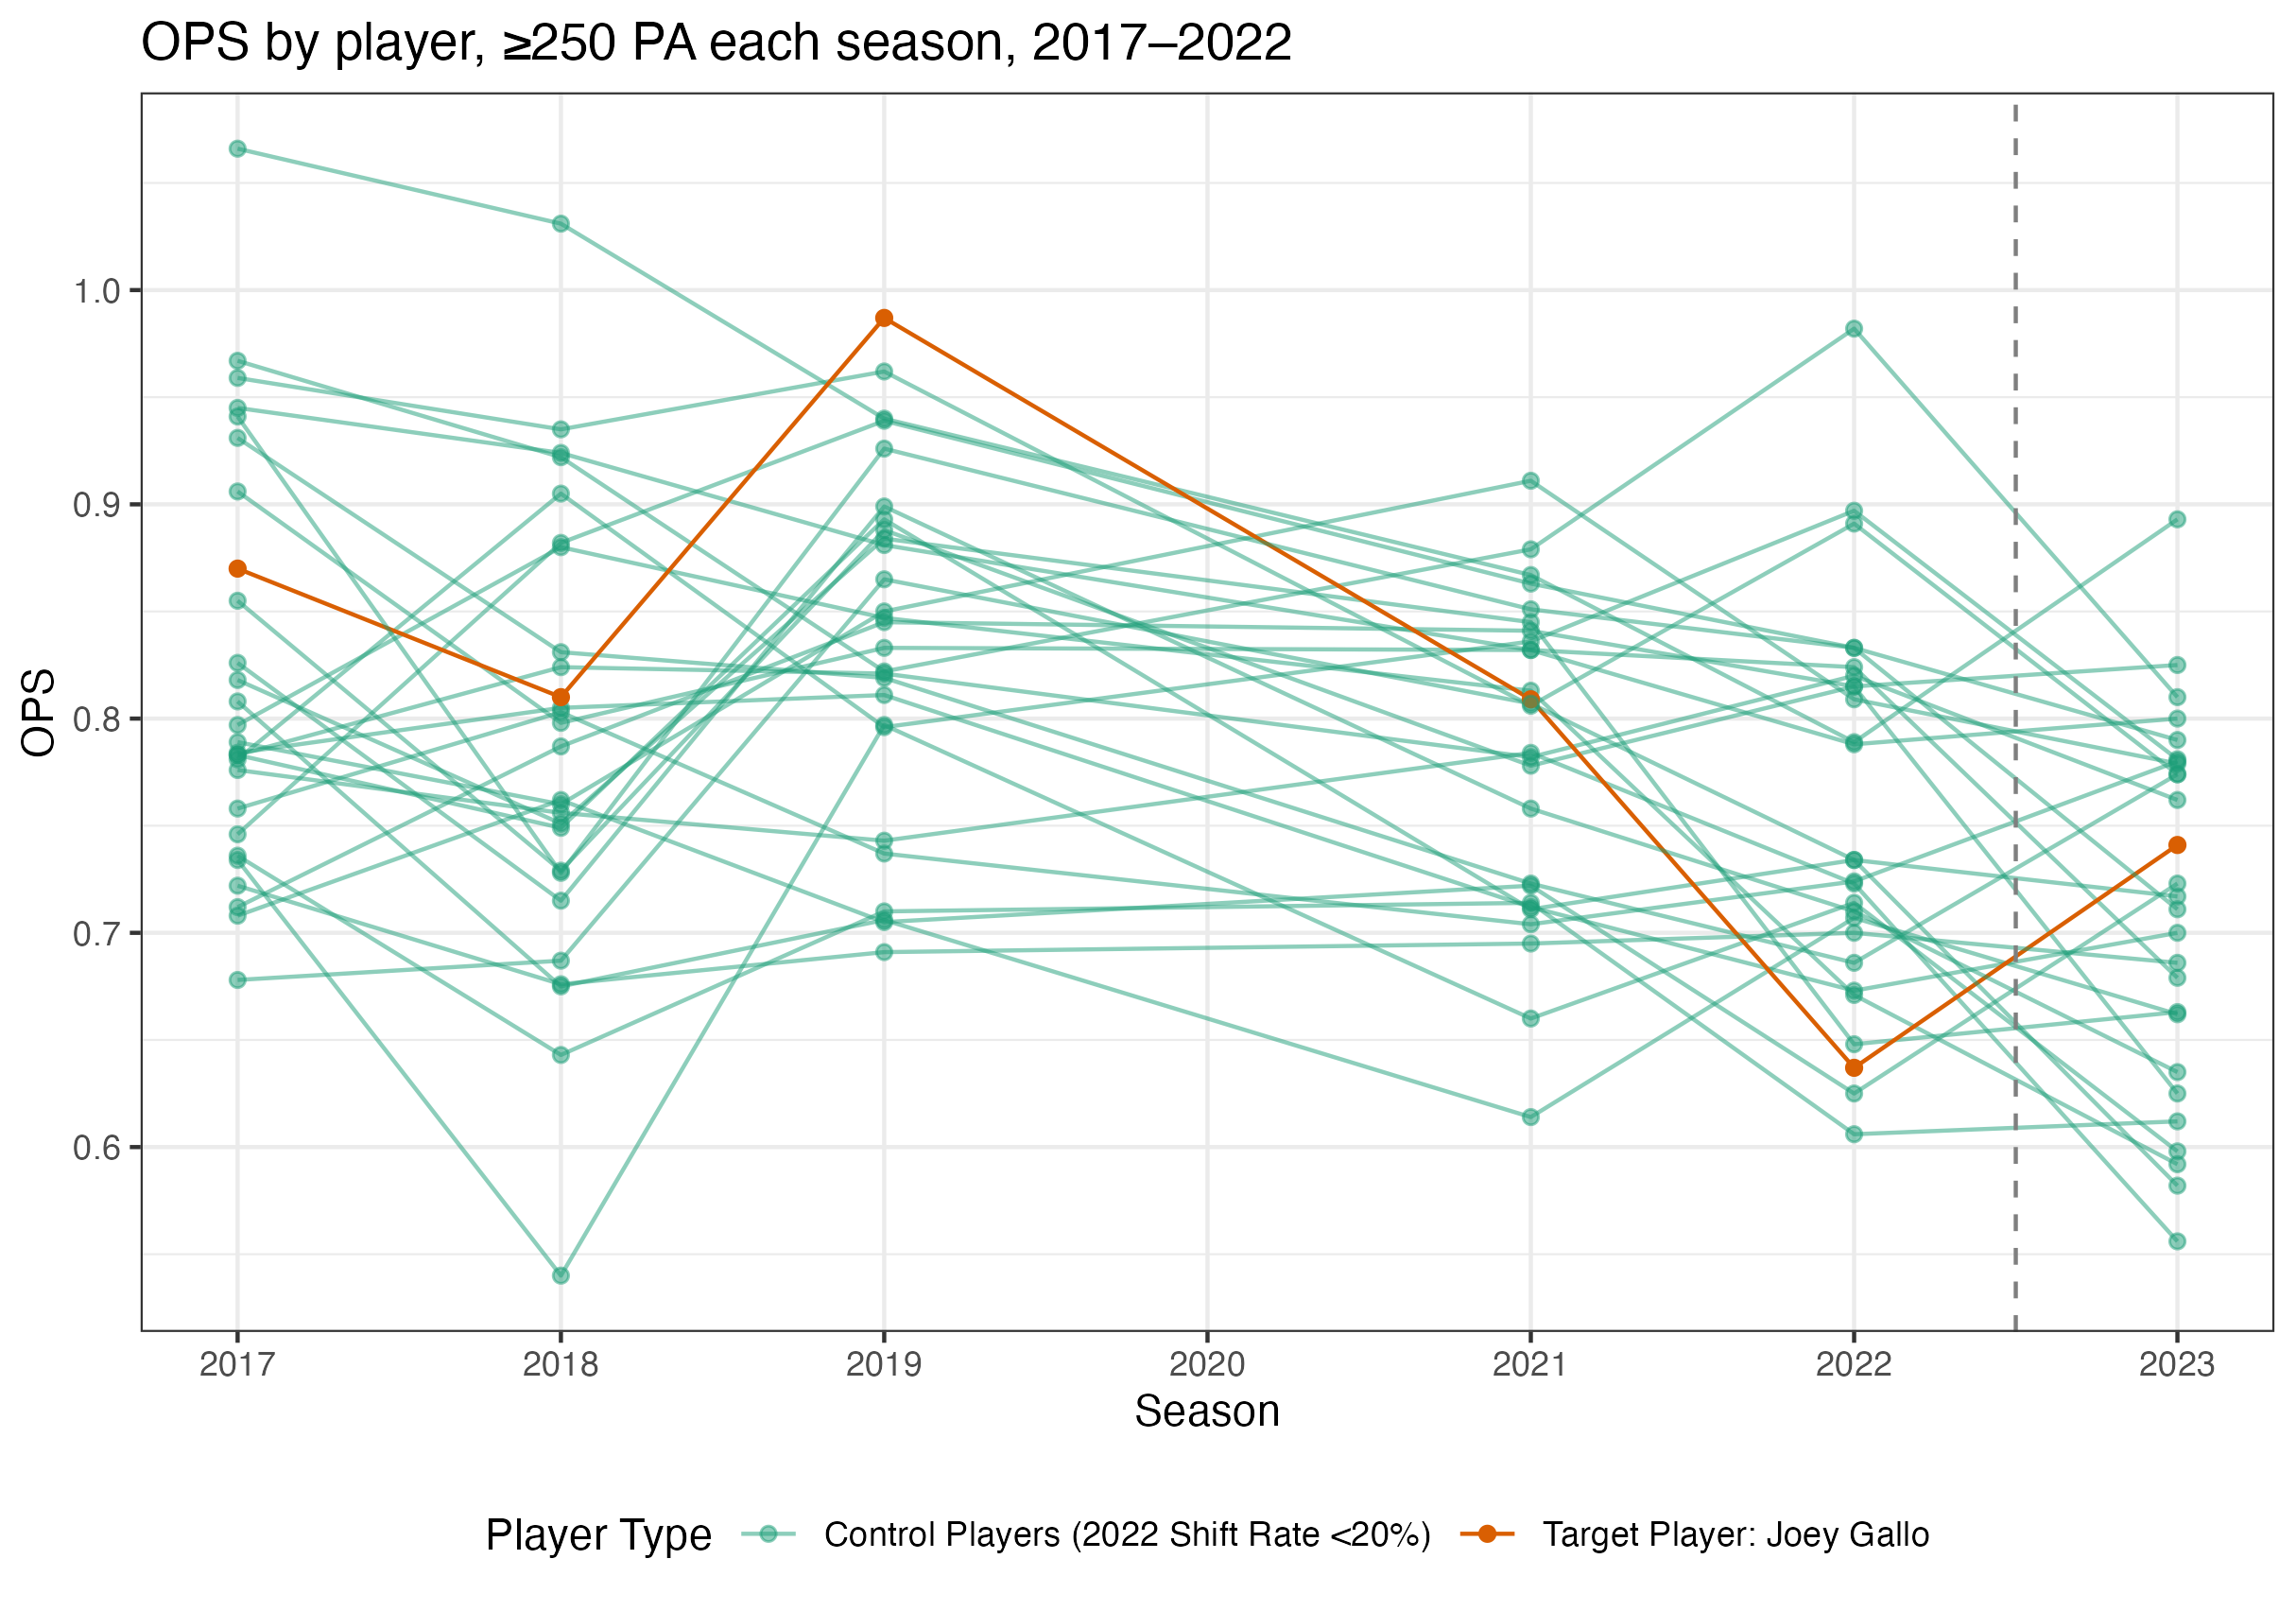 OPS by player, ≥250 PA each season, 2017–2022
OPS
1.0
0.9
0.8
0.7
0.6
2017 2018 2019 2020 2021 2022 2023
Season
Player Type Control Players (2022 Shift Rate <20%) Target Player: Joey Gallo